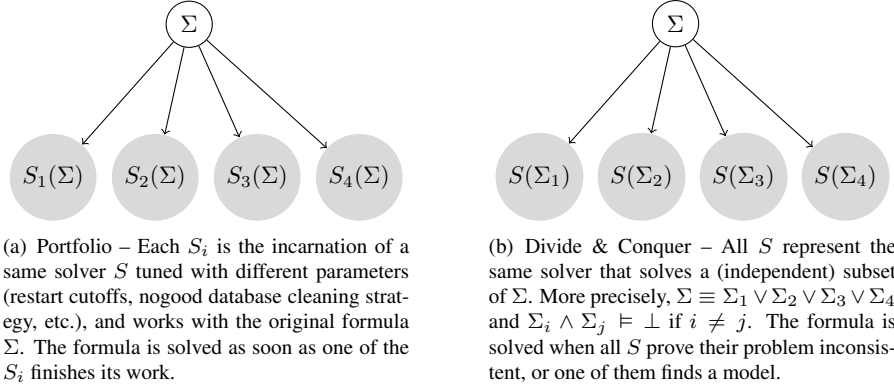 Σ
S₁(Σ) S₂(Σ) S₃(Σ) S₄(Σ)
(a) Portfolio – Each Sᵢ is the incarnation of a
same solver S tuned with different parameters
(restart cutoffs, nogood database cleaning strat-
egy, etc.), and works with the original formula
Σ. The formula is solved as soon as one of the
Sᵢ finishes its work.
Σ
S(Σ₁) S(Σ₂) S(Σ₃) S(Σ₄)
(b) Divide & Conquer – All S represent the
same solver that solves a (independent) subset
of Σ. More precisely, Σ ≡ Σ₁ ∨ Σ₂ ∨ Σ₃ ∨ Σ₄
and Σᵢ ∧ Σⱼ ⊨ ⊥ if i ≠ j. The formula is
solved when all S prove their problem inconsis-
tent, or one of them finds a model.